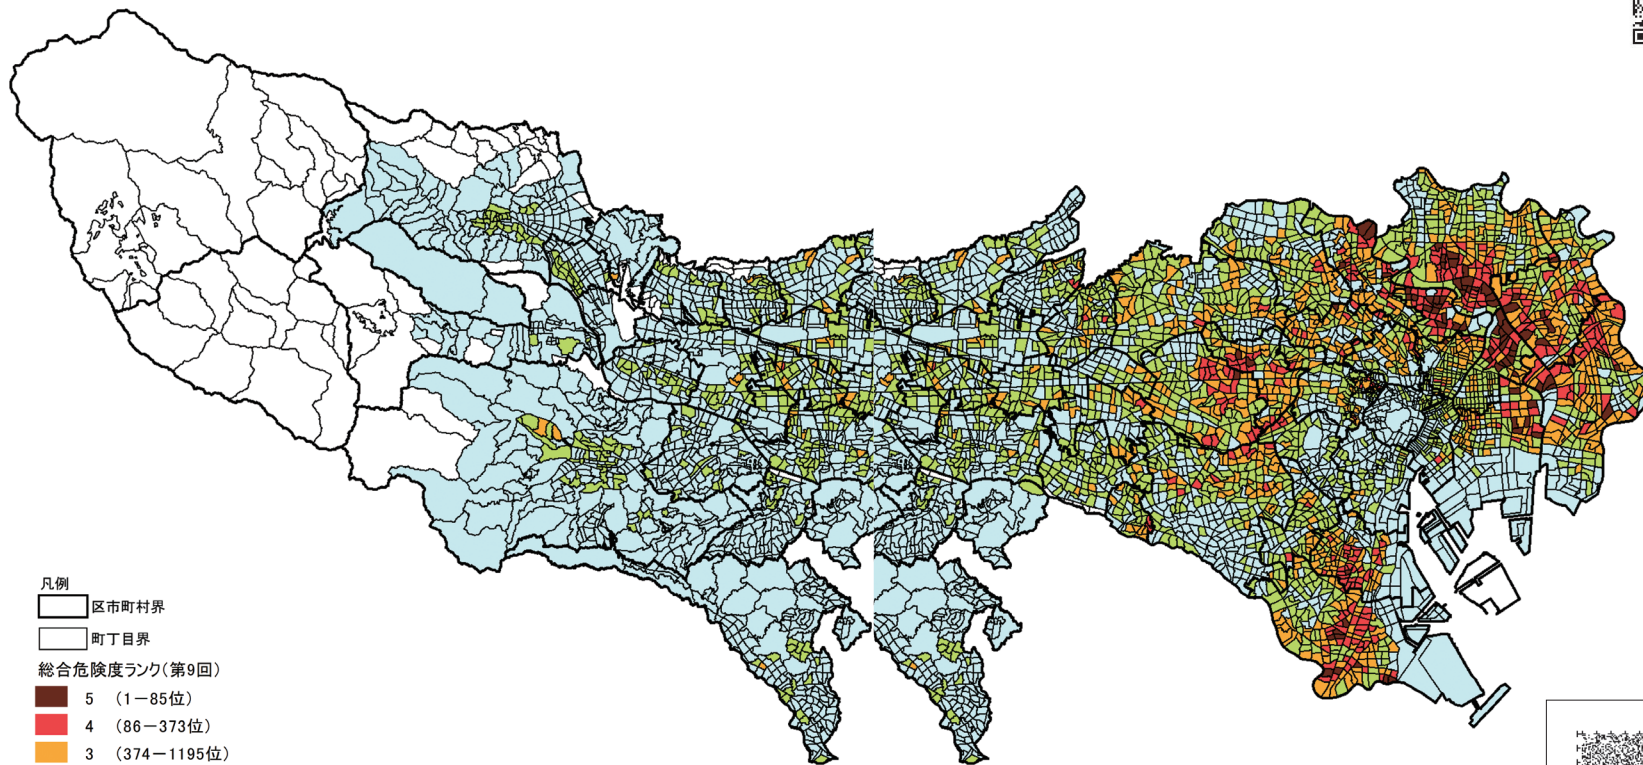 凡例
区市町村界
町丁目界
総合危険度ランク(第9回)
5 (1－85位)
4 (86－373位)
3 (374－1195位)